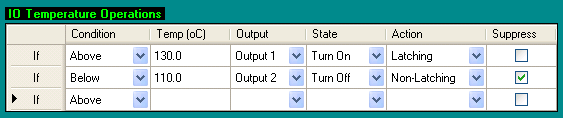 IO Temperature Operations
Condition Temp (oC) Output State Action Suppress
If Above 130.0 Output 1 Turn On Latching
If Below 110.0 Output 2 Turn Off Non-Latching
If Above